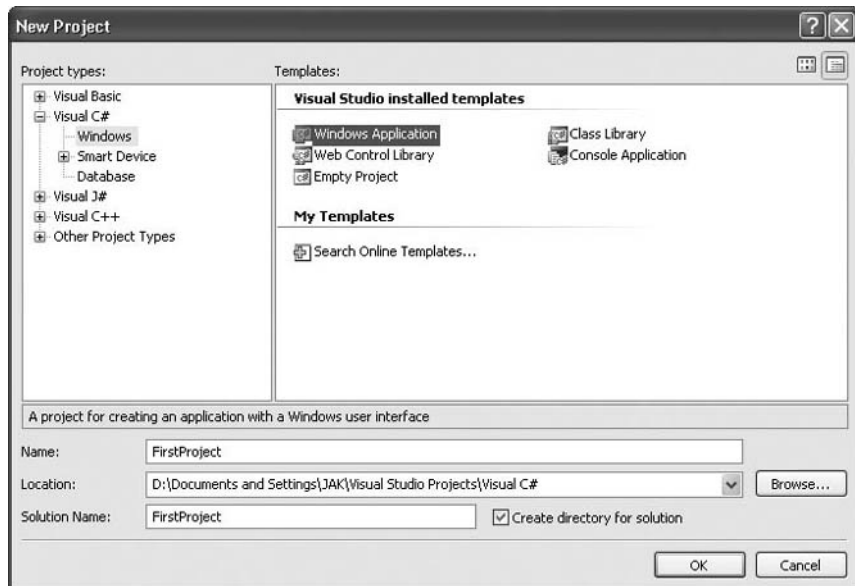 New Project
Project types:
Templates:
Visual Basic
Visual C#
Windows
Smart Device
Database
Visual J#
Visual C++
Other Project Types
Visual Studio installed templates
Windows Application
Class Library
Web Control Library
Console Application
Empty Project
My Templates
Search Online Templates...
A project for creating an application with a Windows user interface
Name:
FirstProject
Location:
D:\Documents and Settings\JAK\Visual Studio Projects\Visual C#
Browse...
Solution Name:
FirstProject
Create directory for solution
OK
Cancel